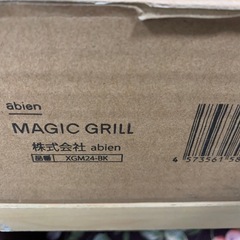 abien
MAGIC GRILL
株式会社 abien
品番 XGM24-BK
4 573561 58